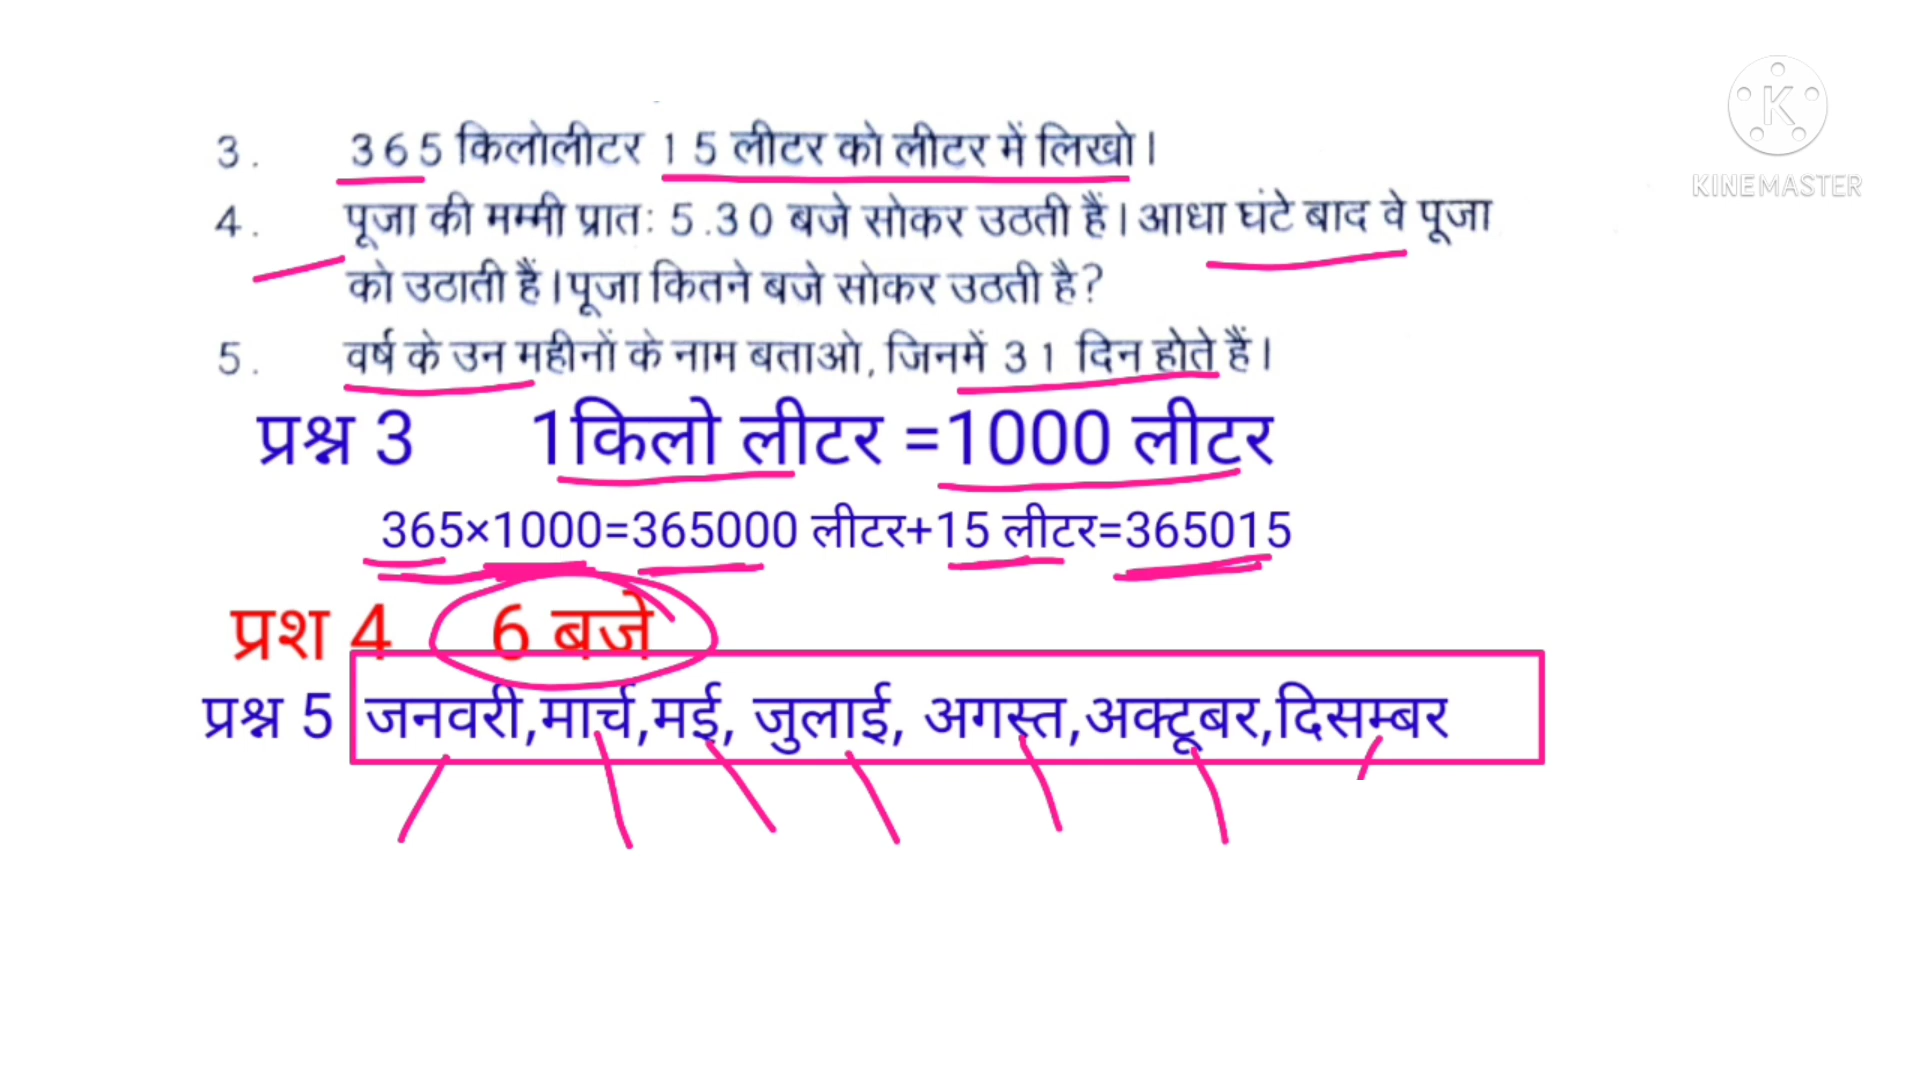 3. 365 किलोलीटर 15 लीटर को लीटर में लिखो।
4. पूजा की मम्मी प्रातः 5.30 बजे सोकर उठती हैं। आधा घंटे बाद वे पूजा
को उठाती हैं। पूजा कितने बजे सोकर उठती है?
5. वर्ष के उन महीनों के नाम बताओ, जिनमें 31 दिन होते हैं।
प्रश्न 3 1किलो लीटर =1000 लीटर
365×1000=365000 लीटर+15 लीटर=365015
प्रश 4 6 बजे
प्रश्न 5 जनवरी,मार्च,मई, जुलाई, अगस्त,अक्टूबर,दिसम्बर
K
KINEMASTER